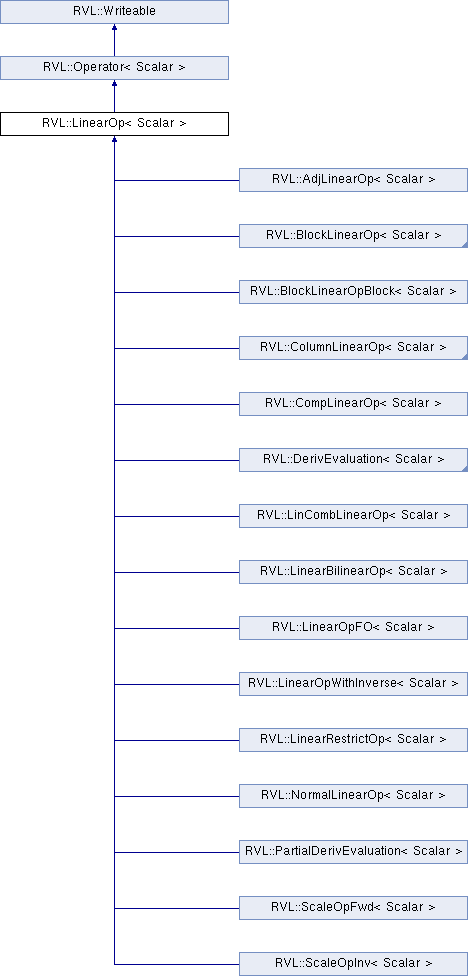 RVL::Writeable
RVL::Operator< Scalar >
RVL::LinearOp< Scalar >
RVL::AdjLinearOp< Scalar >
RVL::BlockLinearOp< Scalar >
RVL::BlockLinearOpBlock< Scalar >
RVL::ColumnLinearOp< Scalar >
RVL::CompLinearOp< Scalar >
RVL::DerivEvaluation< Scalar >
RVL::LinCombLinearOp< Scalar >
RVL::LinearBilinearOp< Scalar >
RVL::LinearOpFO< Scalar >
RVL::LinearOpWithInverse< Scalar >
RVL::LinearRestrictOp< Scalar >
RVL::NormalLinearOp< Scalar >
RVL::PartialDerivEvaluation< Scalar >
RVL::ScaleOpFwd< Scalar >
RVL::ScaleOpInv< Scalar >